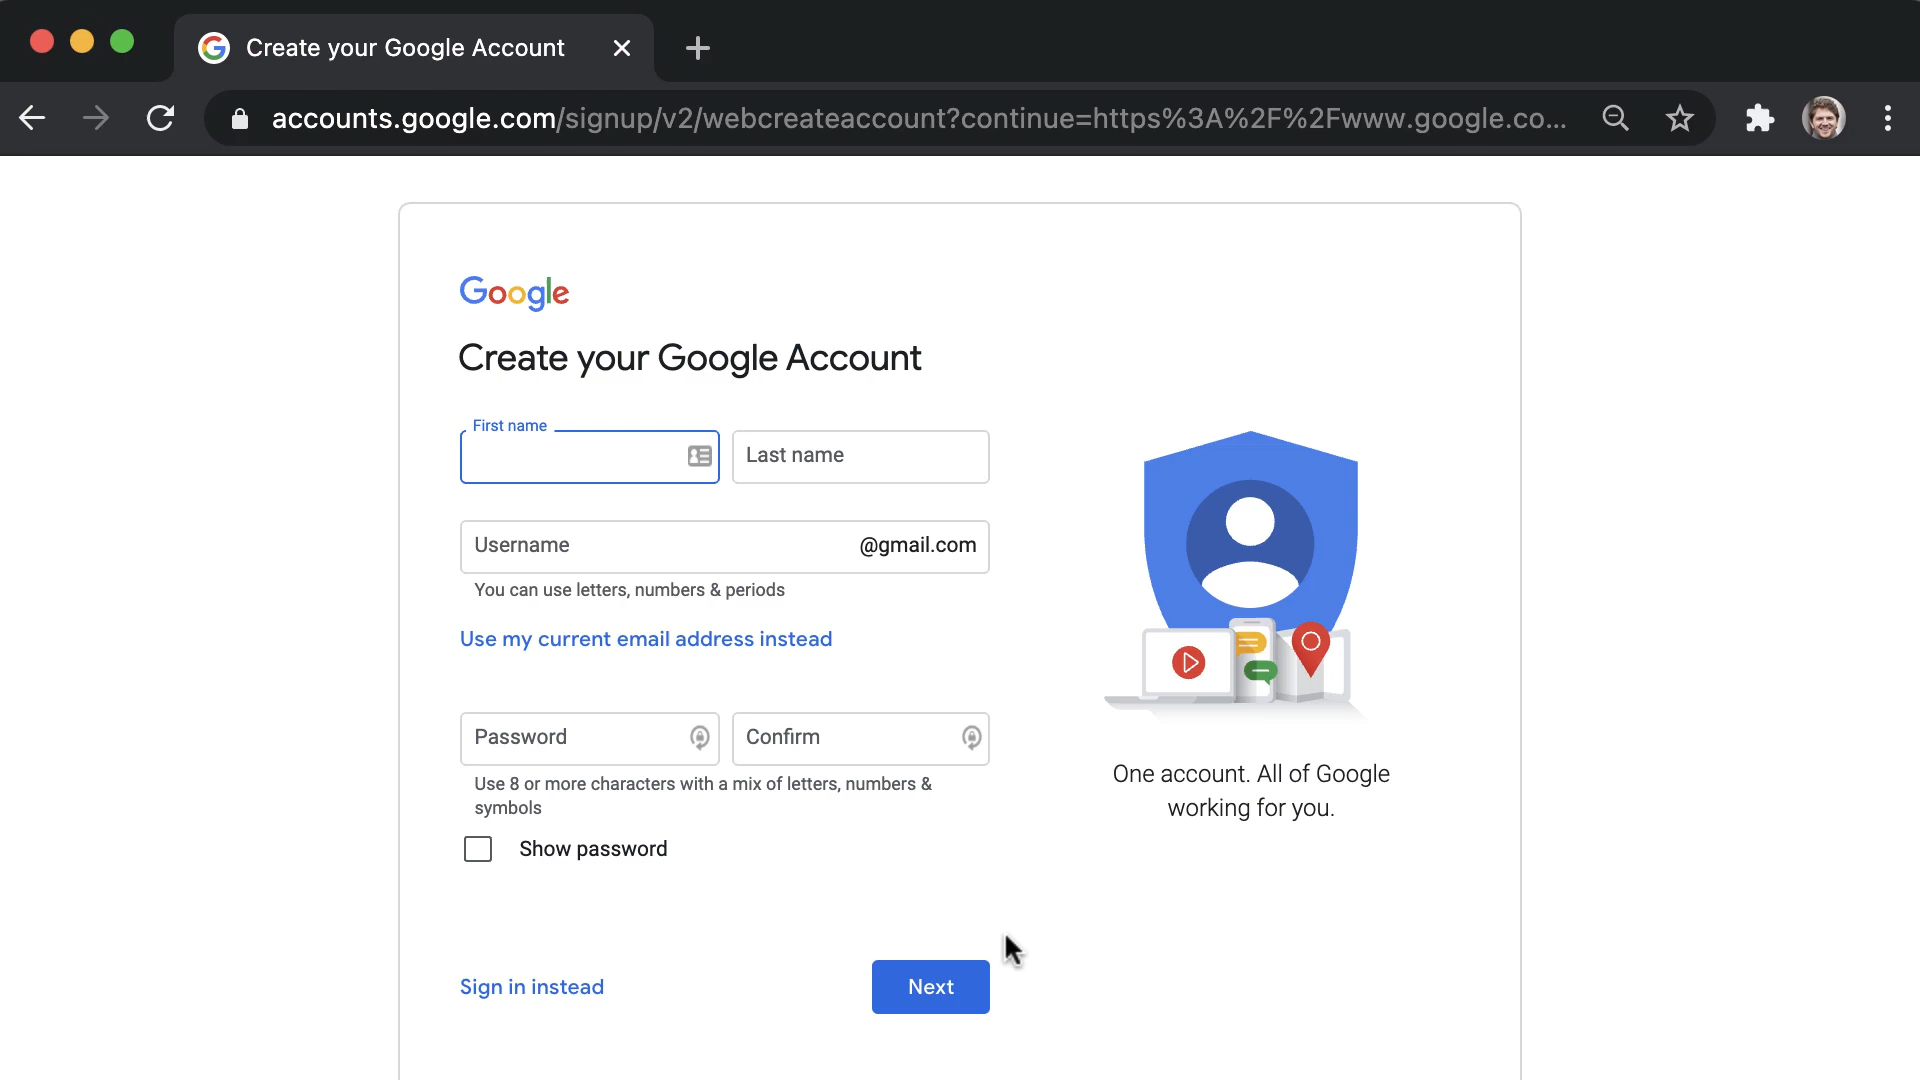 Create your Google Account
accounts.google.com/signup/v2/webcreateaccount?continue=https%3A%2F%2Fwww.google.co...
Google
Create your Google Account
First name
Last name
Username
@gmail.com
You can use letters, numbers & periods
Use my current email address instead
Password
Confirm
Use 8 or more characters with a mix of letters, numbers &
symbols
Show password
One account. All of Google
working for you.
Sign in instead
Next